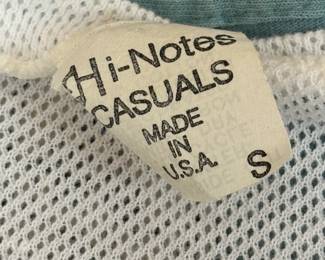 Hi-Notes
CASUALS
MADE
IN
U.S.A.
S